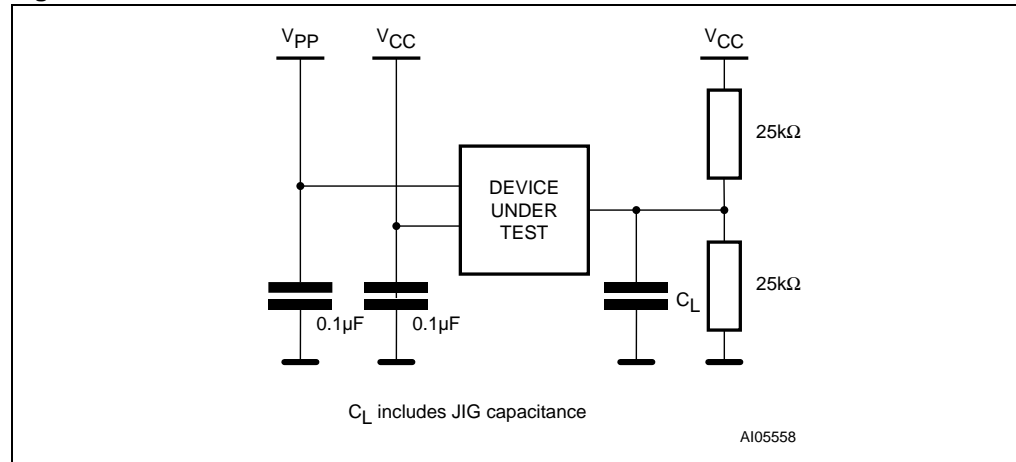 VPP
VCC
VCC
25kΩ
DEVICE
UNDER
TEST
25kΩ
CL
0.1µF
0.1µF
CL includes JIG capacitance
AI05558